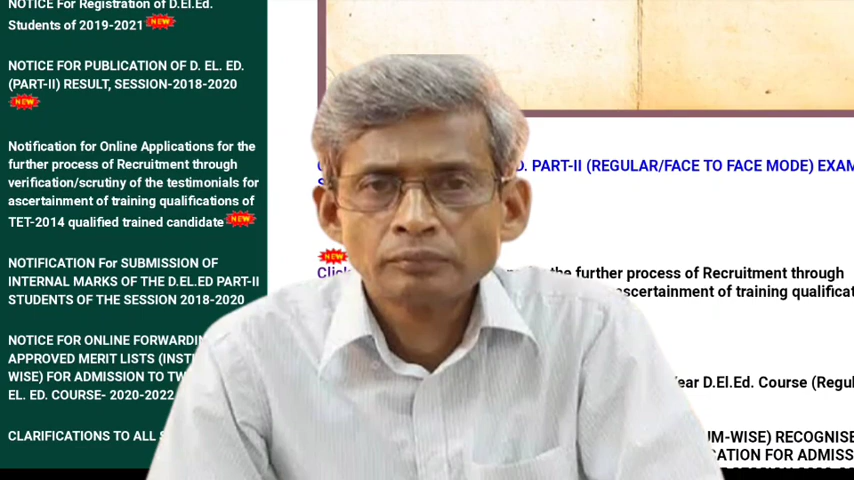 NOTICE For Registration of D.El.Ed.
Students of 2019-2021 NEW
NOTICE FOR PUBLICATION OF D. EL. ED.
(PART-II) RESULT, SESSION-2018-2020
NEW
Notification for Online Applications for the
further process of Recruitment through
verification/scrutiny of the testimonials for
ascertainment of training qualifications of
TET-2014 qualified trained candidate NEW
NOTIFICATION For SUBMISSION OF
INTERNAL MARKS OF THE D.EL.ED PART-II
STUDENTS OF THE SESSION 2018-2020
NOTICE FOR ONLINE FORWARDIN
APPROVED MERIT LISTS (INSTI
WISE) FOR ADMISSION TO TW
EL. ED. COURSE- 2020-2022
CLARIFICATIONS TO ALL S
D. PART-II (REGULAR/FACE TO FACE MODE) EXAM
NEW
Click
the further process of Recruitment through
ascertainment of training qualificat
Year D.El.Ed. Course (Regul
UM-WISE) RECOGNISE
CATION FOR ADMISS